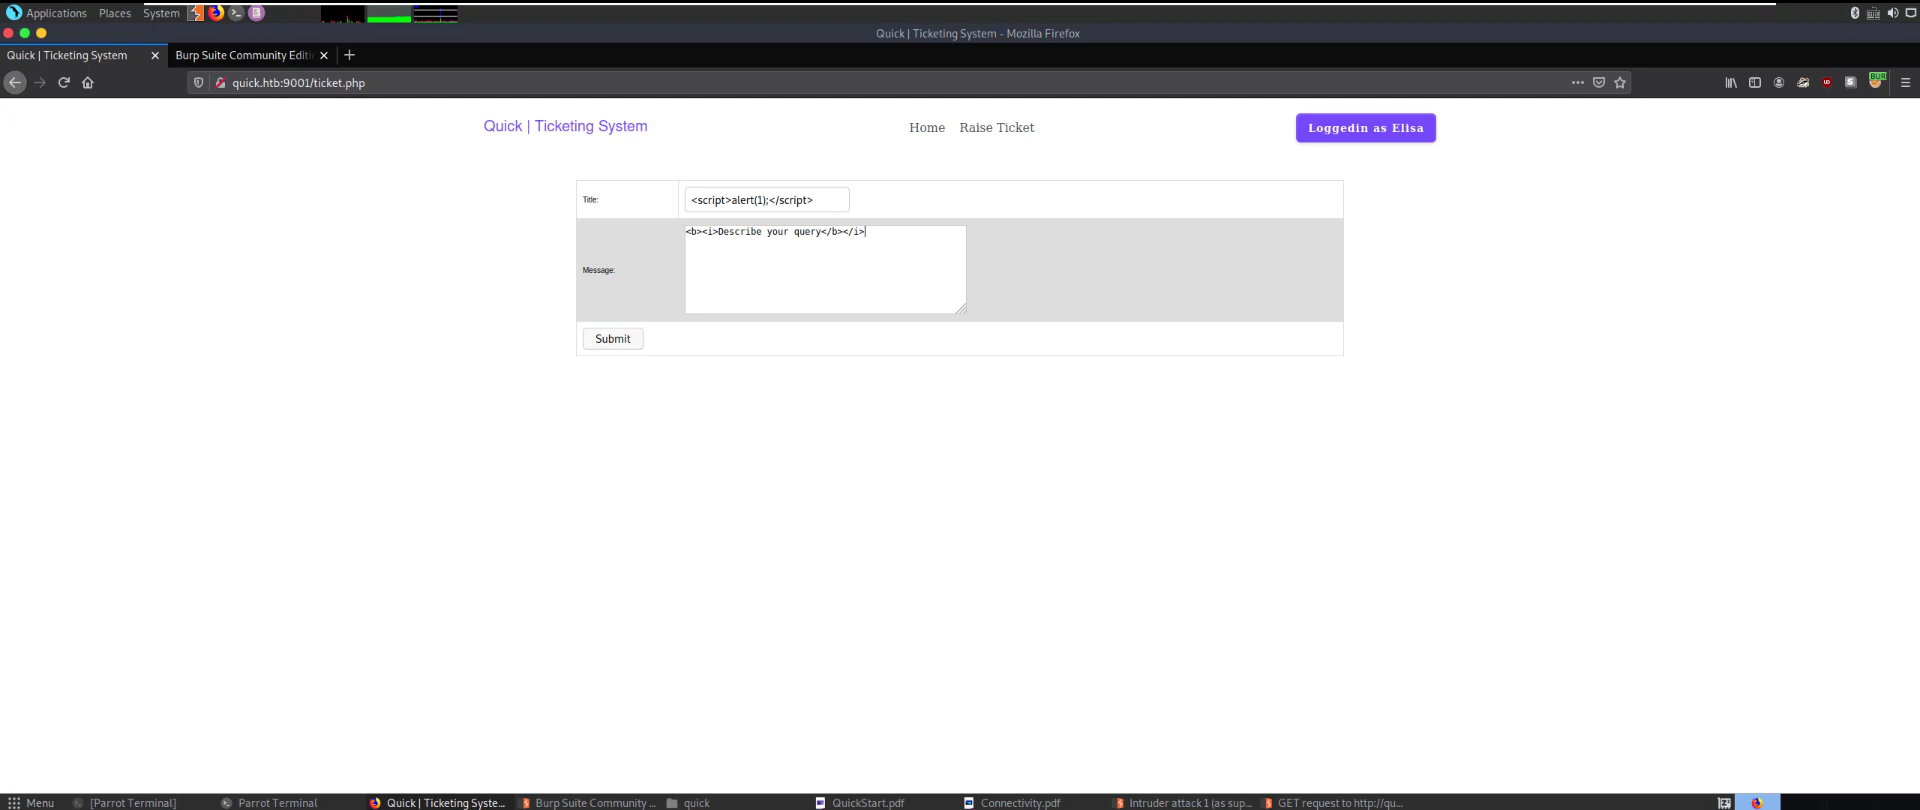 Applications Places System
Quick | Ticketing System - Mozilla Firefox
Quick | Ticketing System
Burp Suite Community Editi
quick.htb:9001/ticket.php
BUR
Quick | Ticketing System
Home
Raise Ticket
Loggedin as Elisa
Title:
<script>alert(1);</script>
Message:
<b><i>Describe your query</b></i>
Submit
Menu
[Parrot Terminal]
Parrot Terminal
Quick | Ticketing Syste...
Burp Suite Community ...
quick
QuickStart.pdf
Connectivity.pdf
Intruder attack 1 (as sup...
GET request to http://qu...